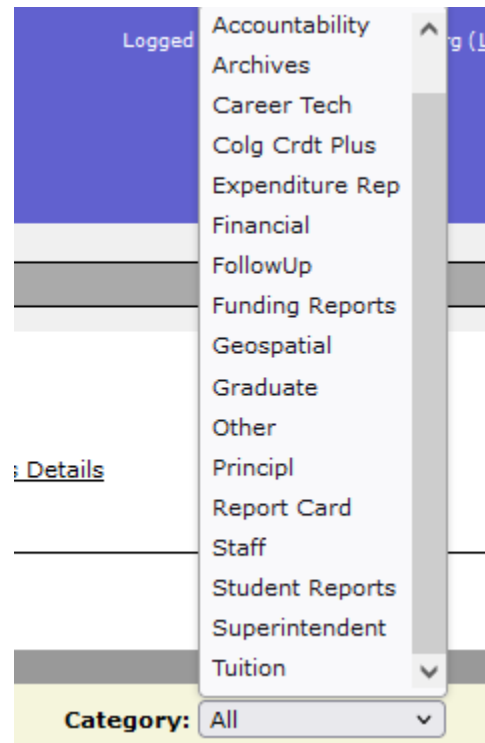 Accountability
Logged rg (
Archives
Career Tech
Colg Crdt Plus
Expenditure Rep
Financial
FollowUp
Funding Reports
Geospatial
Graduate
Other
Principl
s Details
Report Card
Staff
Student Reports
Superintendent
Tuition
Category: All